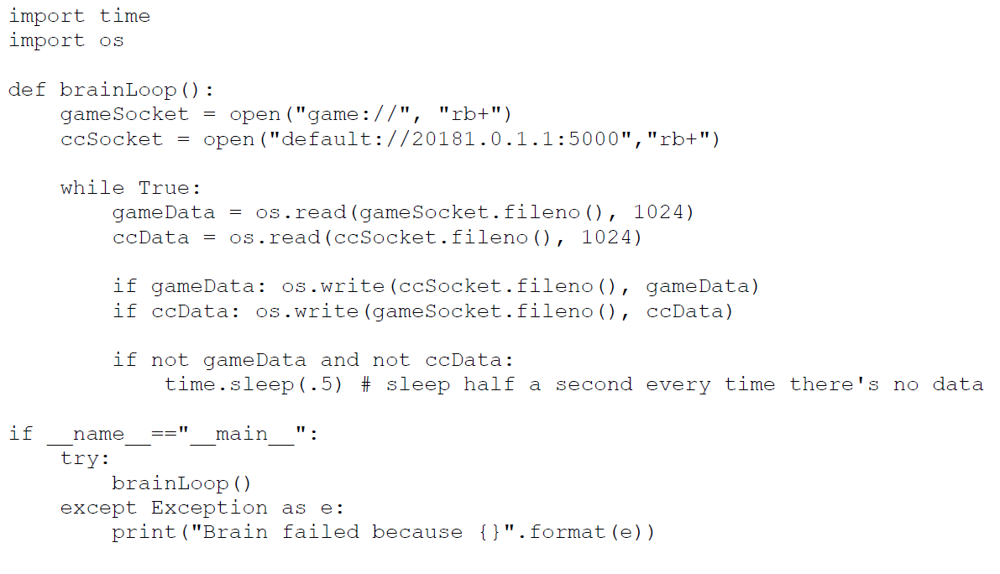 import time
import os
def brainLoop():
    gameSocket = open("game://", "rb+")
    ccSocket = open("default://20181.0.1.1:5000","rb+")
    while True:
        gameData = os.read(gameSocket.fileno(), 1024)
        ccData = os.read(ccSocket.fileno(), 1024)
        if gameData: os.write(ccSocket.fileno(), gameData)
        if ccData: os.write(gameSocket.fileno(), ccData)
        if not gameData and not ccData:
            time.sleep(.5) # sleep half a second every time there's no data
if __name__=="__main__":
    try:
        brainLoop()
    except Exception as e:
        print("Brain failed because {}".format(e))